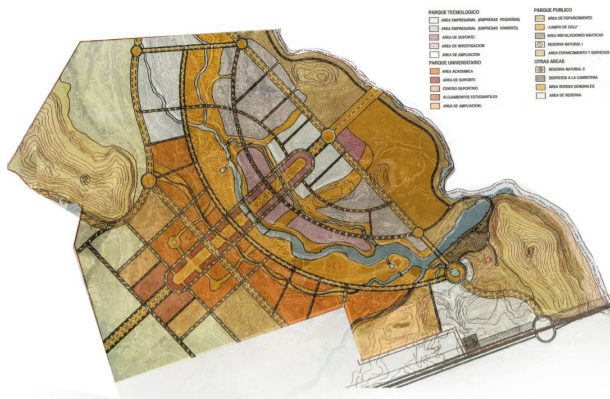 PARQUE TECNOLOGICO
AREA EMPRESARIAL (EMPRESAS PEQUEÑAS)
AREA EMPRESARIAL (EMPRESAS GRANDES)
AREA DE SOPORTE
AREA DE INVESTIGACION
AREA DE AMPLIACION
PARQUE UNIVERSITARIO
AREA ACADEMICA
AREA DE SOPORTE
CENTRO DEPORTIVO
ALOJAMIENTOS ESTUDIANTILES
AREA DE AMPLIACION
PARQUE PUBLICO
AREA DE ESPARCIMIENTO
CAMPO DE GOLF
AREA INSTALACIONES NAUTICAS
RESERVA NATURAL I
AREA ESPARCIMIENTO Y SERVICIOS
OTRAS AREAS
RESERVA NATURAL II
SERVICIOS A LA CARRETERA
AREA VERDES GENERALES
AREA DE RESERVA